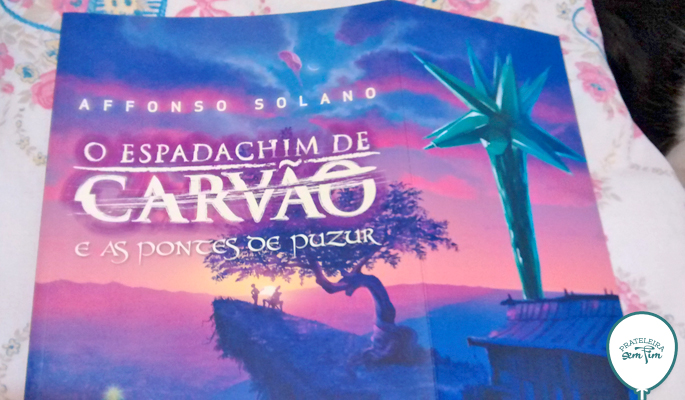 AFFONSO SOLANO
O ESPADACHIM DE
CARVÃO
E AS PONTES DE PUZUR
PRATELEIRA
sem fim